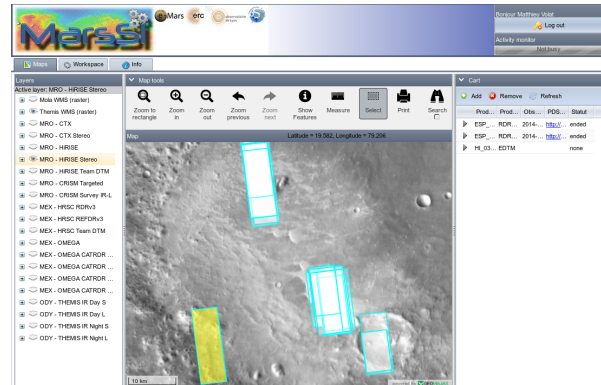 MarsSI
eMars
erc
Bonjour Matthieu Volat
Log out
Activity monitor
Not busy
Maps
Workspace
Info
Layers
Active layer: MRO - HiRISE Stereo
Mola WMS (raster)
Themis WMS (raster)
MRO - CTX
MRO - CTX Stereo
MRO - HiRISE
MRO - HiRISE Stereo
MRO - HiRISE Team DTM
MRO - CRISM Targeted
MRO - CRISM Survey IR-L
MEX - HRSC RDRv3
MEX - HRSC REFDRv3
MEX - HRSC Team DTM
MEX - OMEGA
MEX - OMEGA CATRDR ...
MEX - OMEGA CATRDR ...
MEX - OMEGA CATRDR ...
ODY - THEMIS IR Day S
ODY - THEMIS IR Day L
ODY - THEMIS IR Night S
ODY - THEMIS IR Night L
Map tools
Zoom to rectangle
Zoom in
Zoom out
Zoom previous
Zoom next
Show Features
Measure
Select
Print
Search
Map
Latitude = 19.582, Longitude = 79.206
10 km
Cart
Add
Remove
Refresh
Prod... Prod... Obs... PDS... Statut
ESP_... RDR... 2014-... http://... ended
ESP_... RDR... 2014-... http://... ended
HI_03... EDTM none